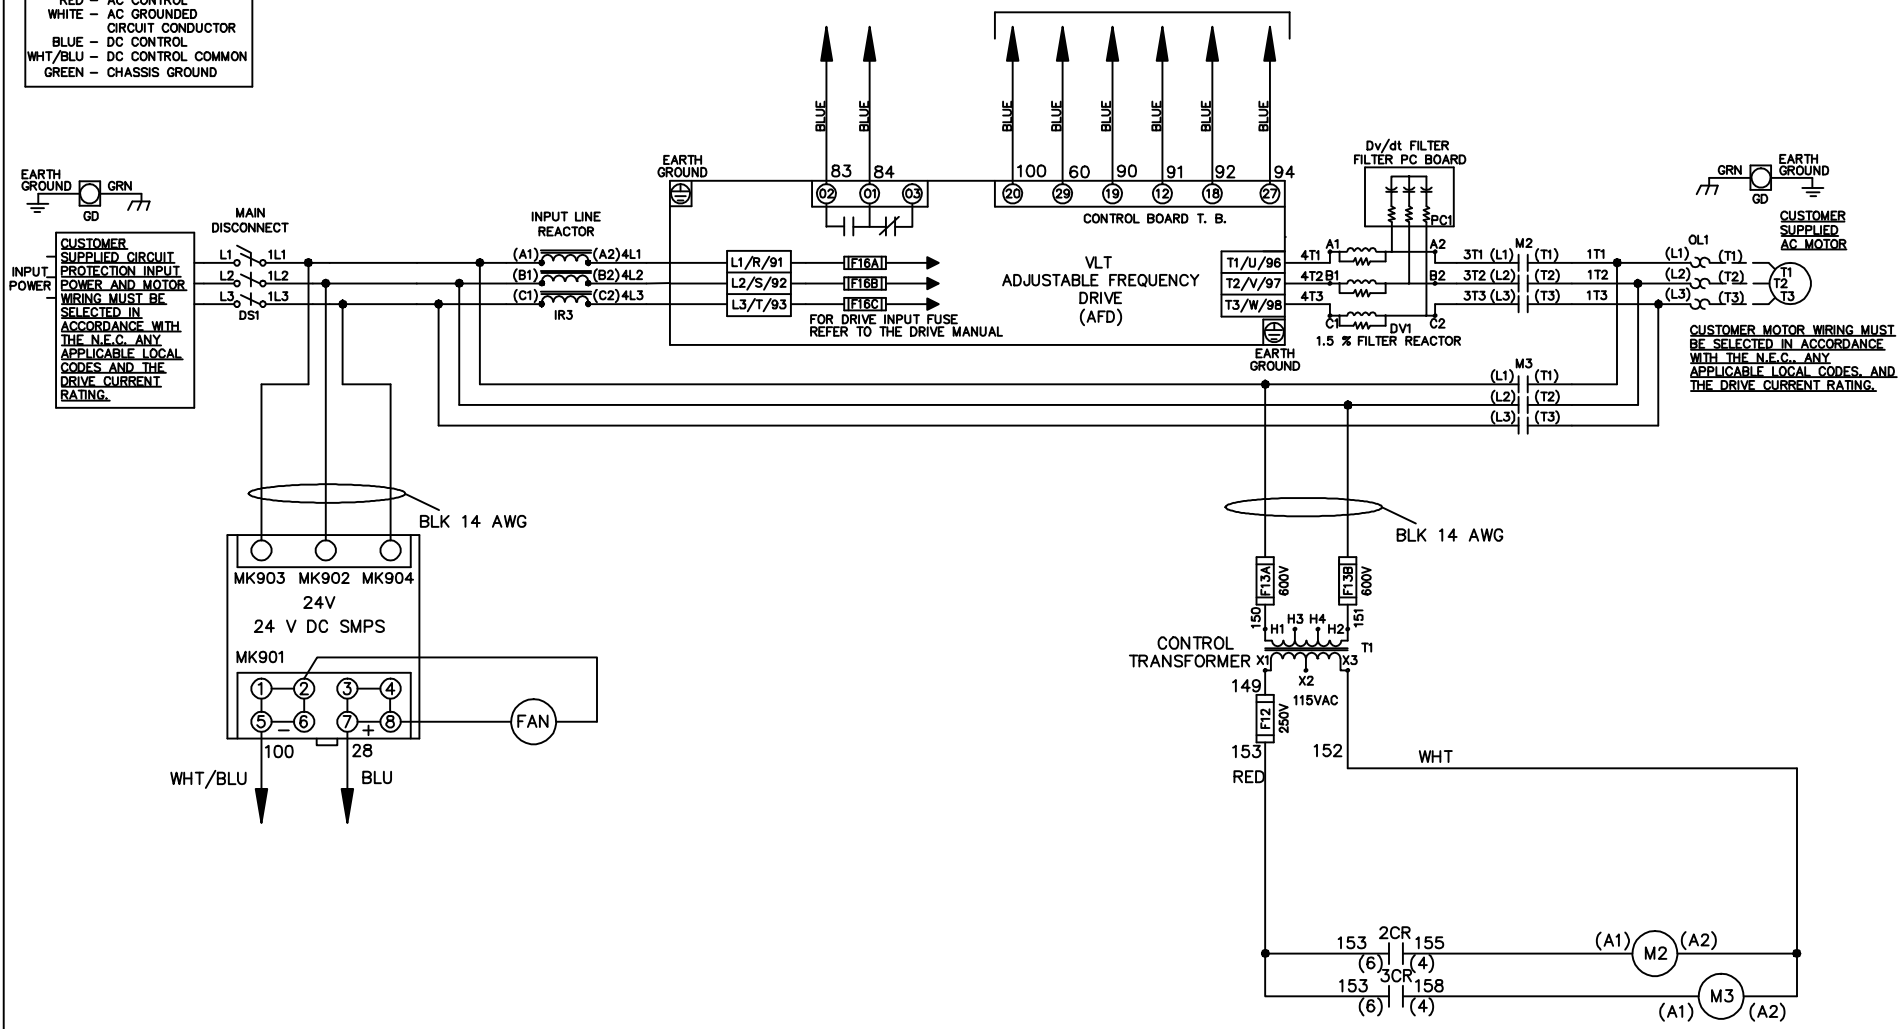 RED – AC CONTROL
WHITE – AC GROUNDED
CIRCUIT CONDUCTOR
BLUE – DC CONTROL
WHT/BLU – DC CONTROL COMMON
GREEN – CHASSIS GROUND
BLUE
BLUE
BLUE
BLUE
BLUE
BLUE
BLUE
BLUE
EARTH
GROUND
GRN
GD
MAIN
DISCONNECT
INPUT LINE
REACTOR
EARTH
GROUND
83 84
02 01 03
100 60 90 91 92 94
20 29 19 12 18 27
CONTROL BOARD T. B.
Dv/dt FILTER
FILTER PC BOARD
PC1
GRN
EARTH
GROUND
GD
CUSTOMER
SUPPLIED
AC MOTOR
INPUT
POWER
CUSTOMER
SUPPLIED CIRCUIT
PROTECTION INPUT
POWER AND MOTOR
WIRING MUST BE
SELECTED IN
ACCORDANCE WITH
THE N.E.C. ANY
APPLICABLE LOCAL
CODES AND THE
DRIVE CURRENT
RATING.
L1 1L1
L2 1L2
L3 1L3
DS1
(A1) (A2) 4L1
(B1) (B2) 4L2
(C1) (C2) 4L3
IR3
L1/R/91 F16A
L2/S/92 F16B
L3/T/93 F16C
FOR DRIVE INPUT FUSE
REFER TO THE DRIVE MANUAL
VLT
ADJUSTABLE FREQUENCY
DRIVE
(AFD)
T1/U/96
T2/V/97
T3/W/98
EARTH
GROUND
4T1 A1 A2
4T2 B1 B2
4T3 C1 C2
DV1
1.5 % FILTER REACTOR
M2
3T1 (L1) (T1) 1T1
3T2 (L2) (T2) 1T2
3T3 (L3) (T3) 1T3
OL1
(L1) (T1)
(L2) (T2)
(L3) (T3)
T1
T2
T3
CUSTOMER MOTOR WIRING MUST
BE SELECTED IN ACCORDANCE
WITH THE N.E.C., ANY
APPLICABLE LOCAL CODES, AND
THE DRIVE CURRENT RATING.
M3
(L1) (T1)
(L2) (T2)
(L3) (T3)
BLK 14 AWG
BLK 14 AWG
MK903 MK902 MK904
24V
24 V DC SMPS
MK901
1 2 3 4
5 – 6 7 + 8
FAN
100 28
WHT/BLU BLU
F13A 600V
F13B 600V
150 151
H1 H3 H4 H2
CONTROL
TRANSFORMER
T1
X1 X2 X3
115VAC
149
F12 250V
153 152
RED
WHT
2CR
153 155
(6) (4)
(A1) M2 (A2)
3CR
153 158
(6) (4)
(A1) M3 (A2)